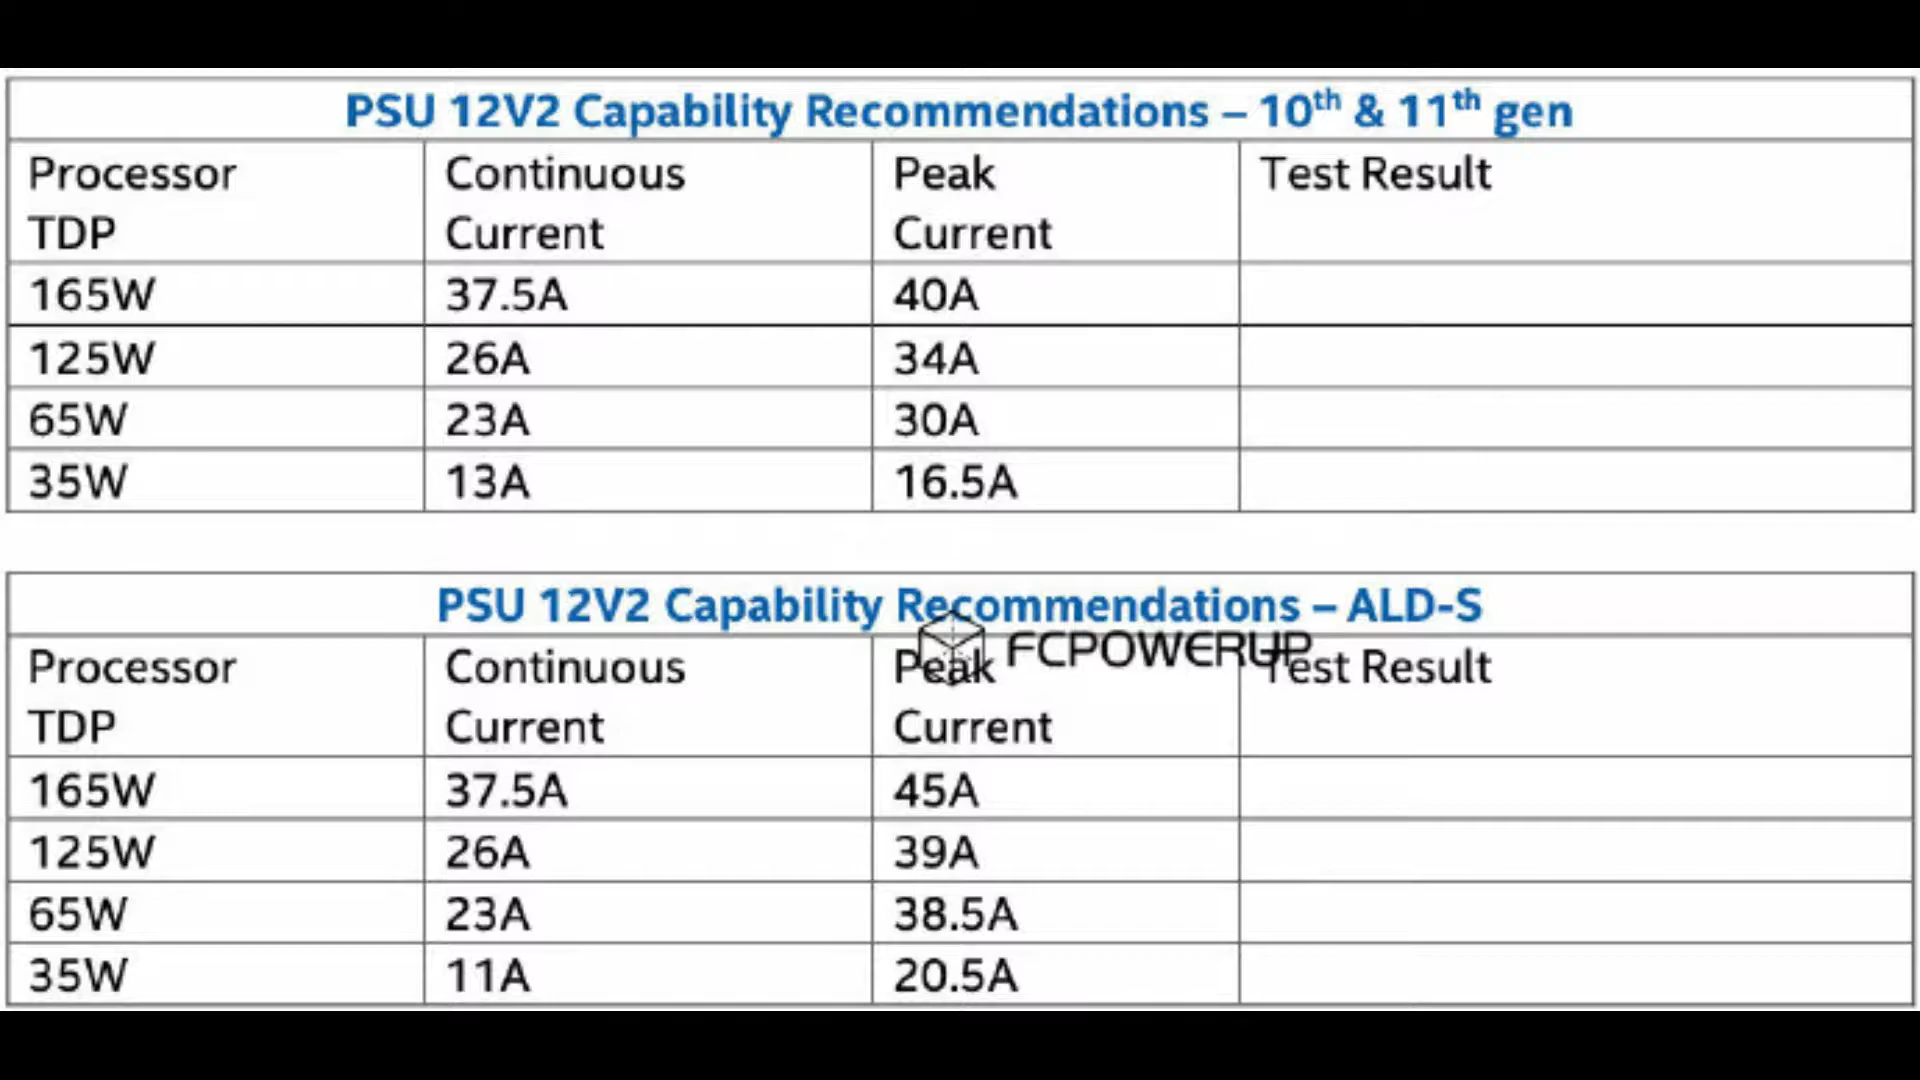 PSU 12V2 Capability Recommendations – 10th & 11th gen
Processor TDP Continuous Current Peak Current Test Result
165W 37.5A 40A
125W 26A 34A
65W 23A 30A
35W 13A 16.5A
PSU 12V2 Capability Recommendations – ALD-S
FCPOWERUP
Processor TDP Continuous Current Peak Current Test Result
165W 37.5A 45A
125W 26A 39A
65W 23A 38.5A
35W 11A 20.5A